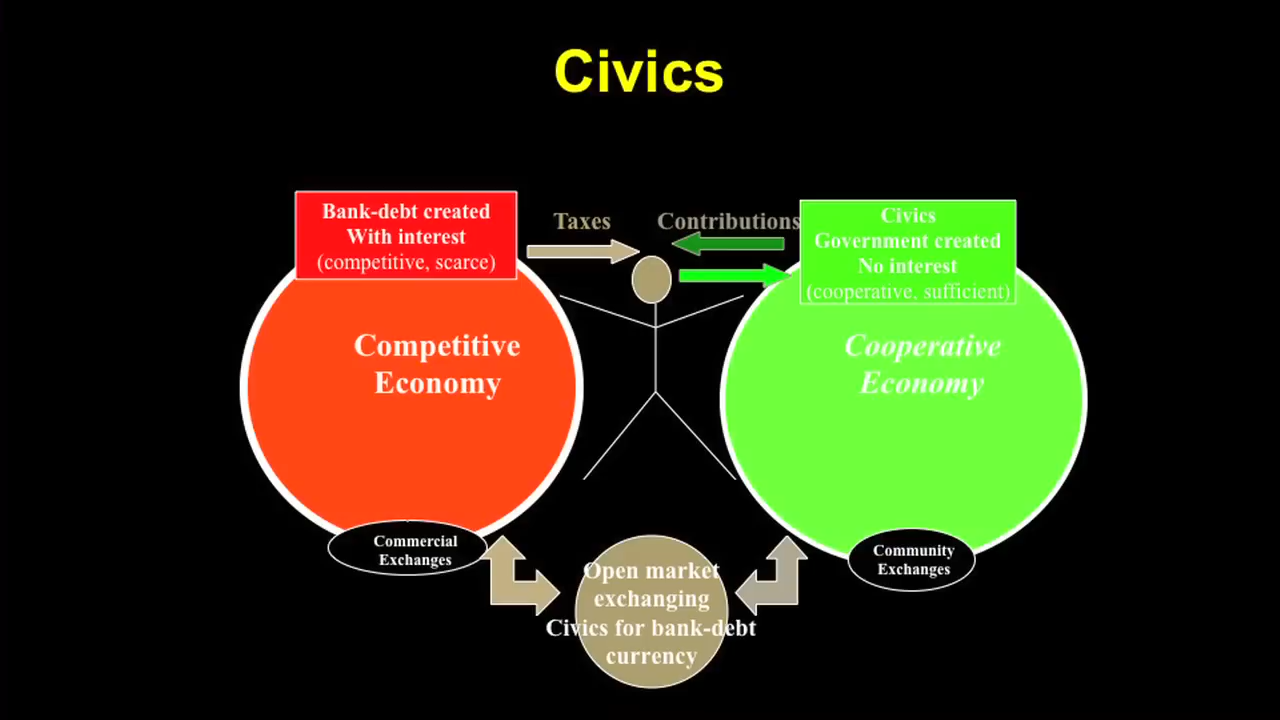 Civics
Bank-debt created
With interest
(competitive, scarce)
Taxes
Contributions
Civics
Government created
No interest
(cooperative, sufficient)
Competitive
Economy
Cooperative
Economy
Commercial
Exchanges
Open market
exchanging
Civics for bank-debt
currency
Community
Exchanges